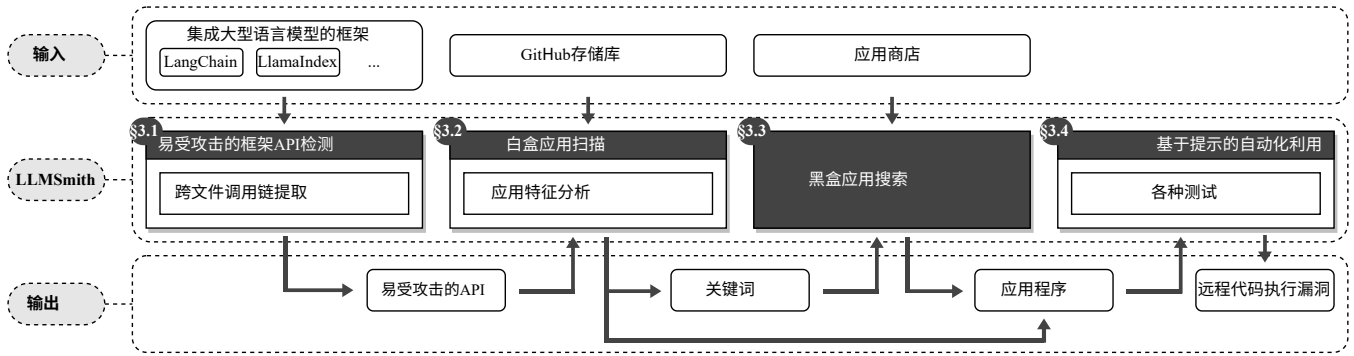 输入
集成大型语言模型的框架
LangChain
LlamaIndex
...
GitHub存储库
应用商店
LLMSmith
§3.1
易受攻击的框架API检测
跨文件调用链提取
§3.2
白盒应用扫描
应用特征分析
§3.3
黑盒应用搜索
§3.4
基于提示的自动化利用
各种测试
输出
易受攻击的API
关键词
应用程序
远程代码执行漏洞